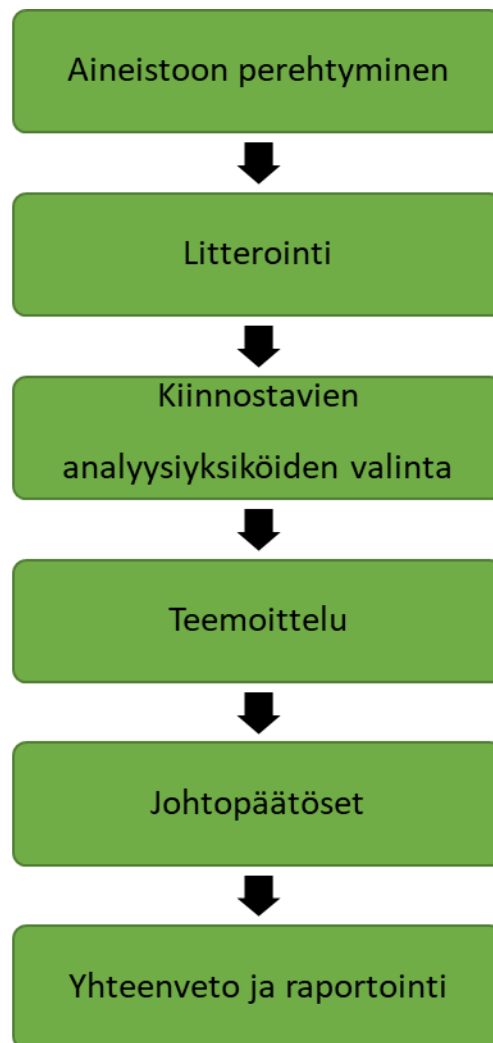 Aineistoon perehtyminen
Litterointi
Kiinnostavien
analyysiyksiköiden valinta
Teemoittelu
Johtopäätöset
Yhteenveto ja raportointi